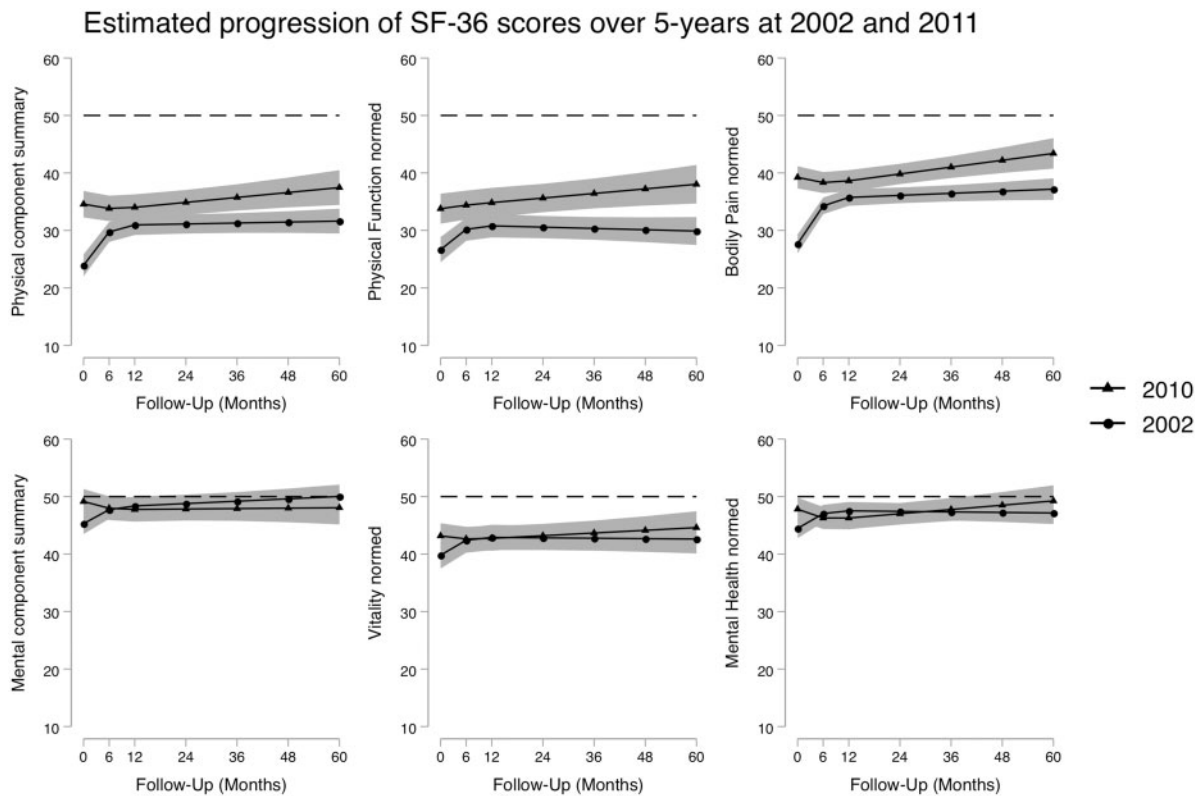 Estimated progression of SF-36 scores over 5-years at 2002 and 2011
Physical component summary
60
50
40
30
20
10
0 6 12 24 36 48 60
Follow-Up (Months)
Physical Function normed
60
50
40
30
20
10
0 6 12 24 36 48 60
Follow-Up (Months)
Bodily Pain normed
60
50
40
30
20
10
0 6 12 24 36 48 60
Follow-Up (Months)
2010
2002
Mental component summary
60
50
40
30
20
10
0 6 12 24 36 48 60
Follow-Up (Months)
Vitality normed
60
50
40
30
20
10
0 6 12 24 36 48 60
Follow-Up (Months)
Mental Health normed
60
50
40
30
20
10
0 6 12 24 36 48 60
Follow-Up (Months)